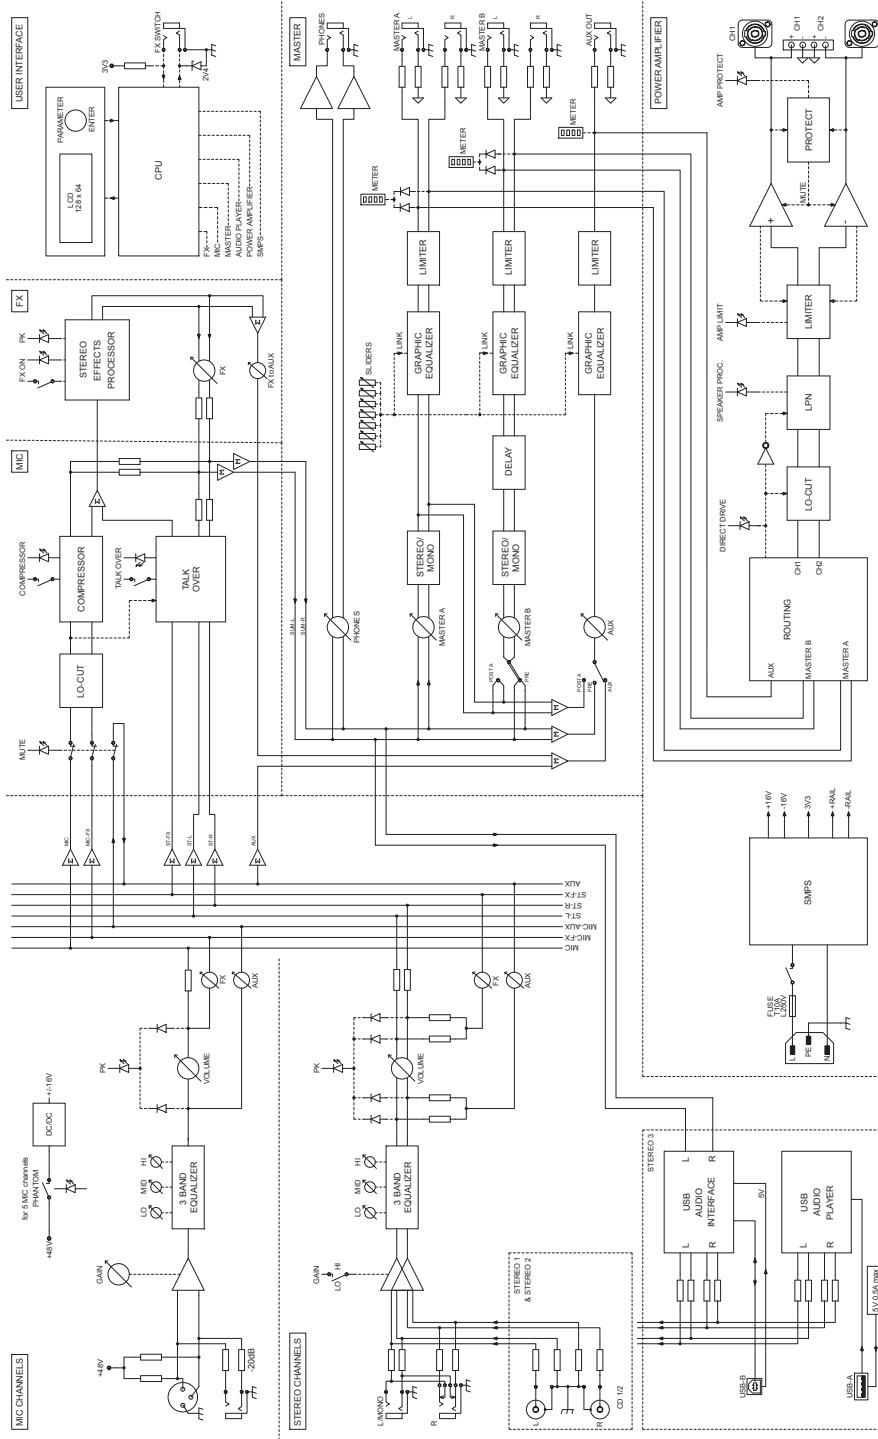 USER INTERFACE
PARAMETER
ENTER
LCD
128 x 64
CPU
3V3
FX SWITCH
2V4
FX
MIC
MASTER
AUDIO PLAYER
POWER AMPLIFIER
SMPS
FX
PK
FX ON
STEREO
EFFECTS
PROCESSOR
FX
FX to AUX
Σ
MIC
COMPRESSOR
COMPRESSOR
TALK OVER
TALK
OVER
LO-CUT
MUTE
Σ
Σ
Σ
MIC
MIC-FX
ST-FX
ST-L
ST-R
AUX
Σ
Σ
Σ
Σ
Σ
Σ
MASTER
PHONES
MASTER A
L
R
MASTER B
L
R
AUX OUT
METER
METER
METER
LIMITER
LIMITER
LIMITER
SLIDERS
LINK
GRAPHIC
EQUALIZER
LINK
GRAPHIC
EQUALIZER
LINK
GRAPHIC
EQUALIZER
DELAY
STEREO/
MONO
STEREO/
MONO
SUM-L
SUM-R
PHONES
MASTER A
MASTER B
AUX
POST A
PRE
POST A
PRE
AUX
Σ
Σ
Σ
POWER AMPLIFIER
CH1
CH1
CH2
+
-
+
-
AMP PROTECT
PROTECT
MUTE
+
-
AMP LIMIT
LIMITER
SPEAKER PROC.
LPN
DIRECT DRIVE
LO-CUT
CH1
CH2
ROUTING
AUX
MASTER B
MASTER A
+16V
-16V
3V3
+RAIL
-RAIL
SMPS
FUSE
T10A
L 250V
L
PE
N
AUX
ST-FX
ST-R
ST-L
MIC-AUX
MIC-FX
MIC
MIC CHANNELS
+48V
-20dB
GAIN
+48V
for 5 MIC channels
PHANTOM
DC/DC
+/-16V
LO
MID
HI
3 BAND
EQUALIZER
PK
VOLUME
FX
AUX
STEREO CHANNELS
L/MONO
R
GAIN
LO
HI
LO
MID
HI
3 BAND
EQUALIZER
PK
VOLUME
FX
AUX
STEREO 1
& STEREO 2
L
R
CD 1/2
STEREO 3
USB
AUDIO
INTERFACE
L
R
L
R
5V
USB
AUDIO
PLAYER
L
R
USB-B
USB-A
5V 0.5A max